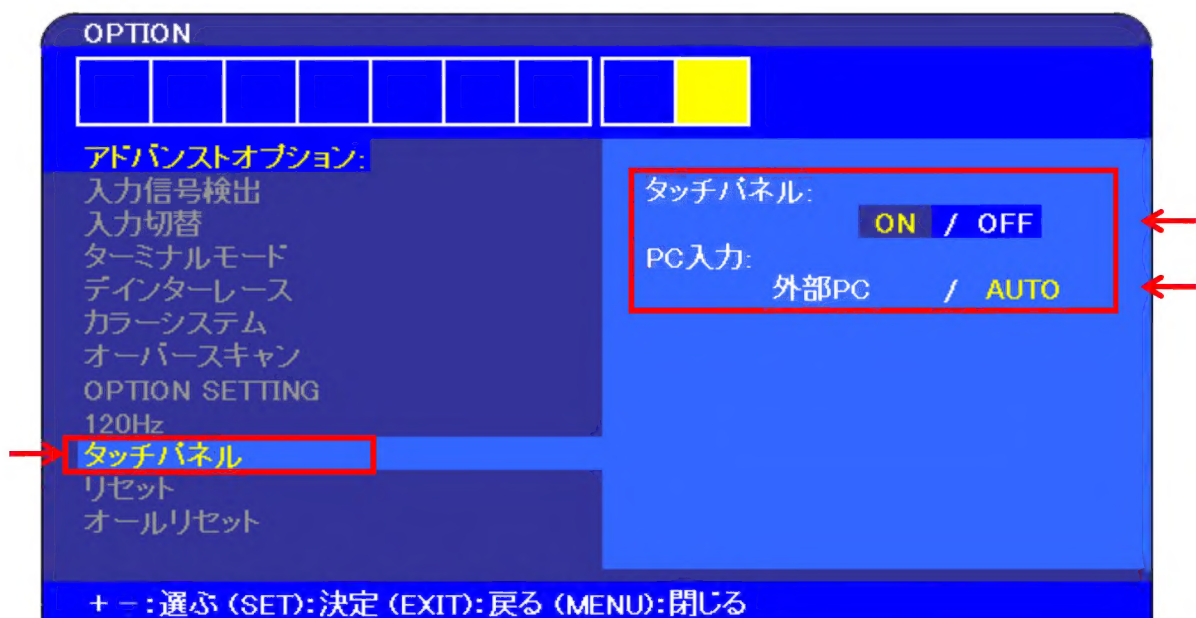 OPTION
アドバンストオプション:
入力信号検出
入力切替
ターミナルモード
デインターレース
カラーシステム
オーバースキャン
OPTION SETTING
120Hz
タッチパネル
リセット
オールリセット
タッチパネル:
ON / OFF
PC入力:
外部PC / AUTO
+ -:選ぶ (SET):決定 (EXIT):戻る (MENU):閉じる